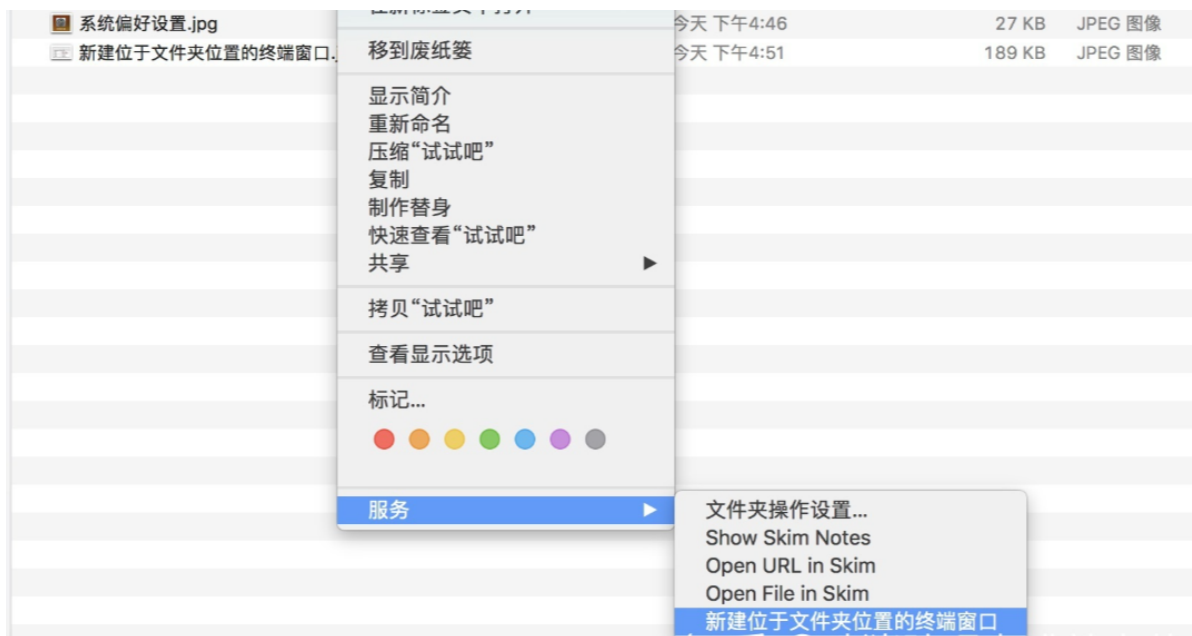 系统偏好设置.jpg 今天 下午4:46 27 KB JPEG 图像
新建位于文件夹位置的终端窗口.j 今天 下午4:51 189 KB JPEG 图像
移到废纸篓
显示简介
重新命名
压缩“试试吧”
复制
制作替身
快速查看“试试吧”
共享
拷贝“试试吧”
查看显示选项
标记...
服务
文件夹操作设置...
Show Skim Notes
Open URL in Skim
Open File in Skim
新建位于文件夹位置的终端窗口